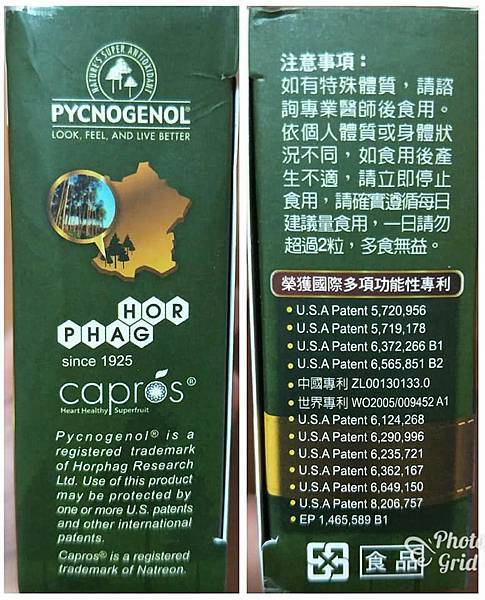 NATURE'S SUPER ANTIOXIDANT
PYCNOGENOL®
LOOK, FEEL, AND LIVE BETTER
HOR
PHAG
since 1925
capros®
Heart Healthy | Superfruit
Pycnogenol® is a
registered trademark
of Horphag Research
Ltd. Use of this product
may be protected by
one or more U.S. patents
and other international
patents.
Capros® is a registered
trademark of Natreon.
注意事項：
如有特殊體質，請諮
詢專業醫師後食用。
依個人體質或身體狀
況不同，如食用後產
生不適，請立即停止
食用，請確實遵循每日
建議量食用，一日請勿
超過2粒，多食無益。
榮獲國際多項功能性專利
• U.S.A Patent 5,720,956
• U.S.A Patent 5,719,178
• U.S.A Patent 6,372,266 B1
• U.S.A Patent 6,565,851 B2
• 中國專利 ZL00130133.0
• 世界專利 WO2005/009452 A1
• U.S.A Patent 6,124,268
• U.S.A Patent 6,290,996
• U.S.A Patent 6,235,721
• U.S.A Patent 6,362,167
• U.S.A Patent 6,649,150
• U.S.A Patent 8,206,757
• EP 1,465,589 B1
食品
Photo
Grid